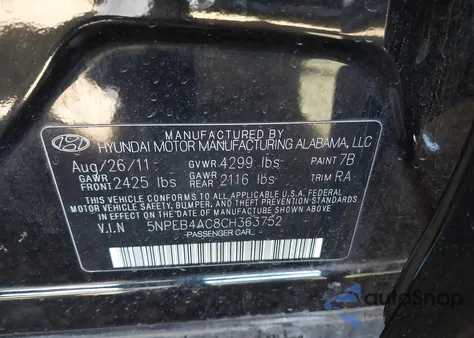 MANUFACTURED BY
HYUNDAI MOTOR MANUFACTURING ALABAMA, LLC
Aug/26/11 GVWR 4299 lbs PAINT 7B
GAWR FRONT 2425 lbs GAWR REAR 2116 lbs TRIM RA
THIS VEHICLE CONFORMS TO ALL APPLICABLE U.S.A. FEDERAL
MOTOR VEHICLE SAFETY, BUMPER, AND THEFT PREVENTION STANDARDS
IN EFFECT ON THE DATE OF MANUFACTURE SHOWN ABOVE.
V.I.N 5NPEB4AC8CH363752
-PASSENGER CAR-
autoSnap